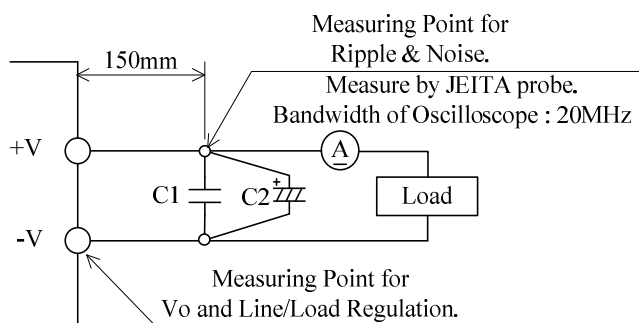 Measuring Point for
Ripple & Noise.
150mm
Measure by JEITA probe.
Bandwidth of Oscilloscope : 20MHz
+V
A
C1
+
C2
Load
-V
Measuring Point for
Vo and Line/Load Regulation.